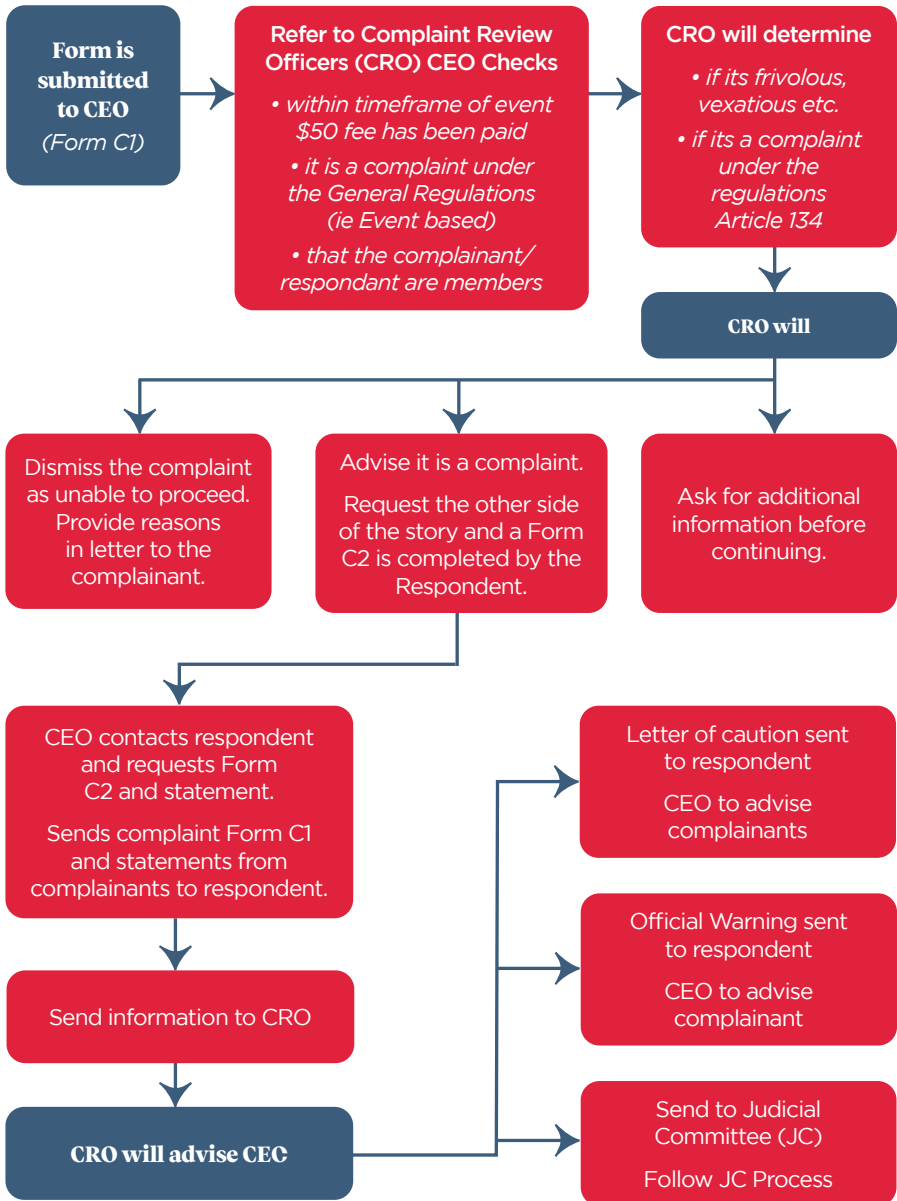 Form is
submitted
to CEO
(Form C1)
Refer to Complaint Review
Officers (CRO) CEO Checks
• within timeframe of event
$50 fee has been paid
• it is a complaint under
the General Regulations
(ie Event based)
• that the complainant/
respondant are members
CRO will determine
• if its frivolous,
vexatious etc.
• if its a complaint
under the
regulations
Article 134
CRO will
Dismiss the complaint
as unable to proceed.
Provide reasons
in letter to the
complainant.
Advise it is a complaint.
Request the other side
of the story and a Form
C2 is completed by the
Respondent.
Ask for additional
information before
continuing.
CEO contacts respondent
and requests Form
C2 and statement.
Sends complaint Form C1
and statements from
complainants to respondent.
Send information to CRO
CRO will advise CEO
Letter of caution sent
to respondent
CEO to advise
complainants
Official Warning sent
to respondent
CEO to advise
complainant
Send to Judicial
Committee (JC)
Follow JC Process